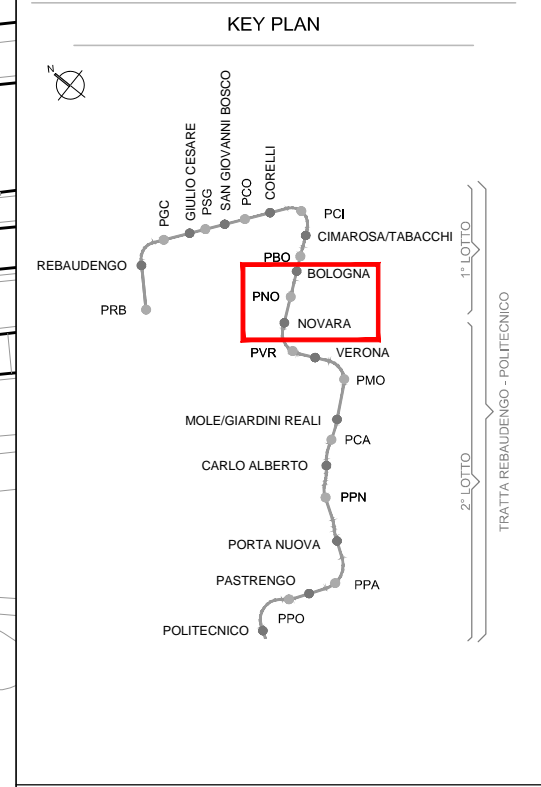 KEY PLAN
N
PGC
GIULIO CESARE
PSG
SAN GIOVANNI BOSCO
PCO
CORELLI
PCI
CIMAROSA/TABACCHI
PBO
REBAUDENGO
BOLOGNA
PNO
PRB
NOVARA
PVR
VERONA
PMO
MOLE/GIARDINI REALI
PCA
CARLO ALBERTO
PPN
PORTA NUOVA
PASTRENGO
PPA
PPO
POLITECNICO
1° LOTTO
2° LOTTO
TRATTA REBAUDENGO - POLITECNICO